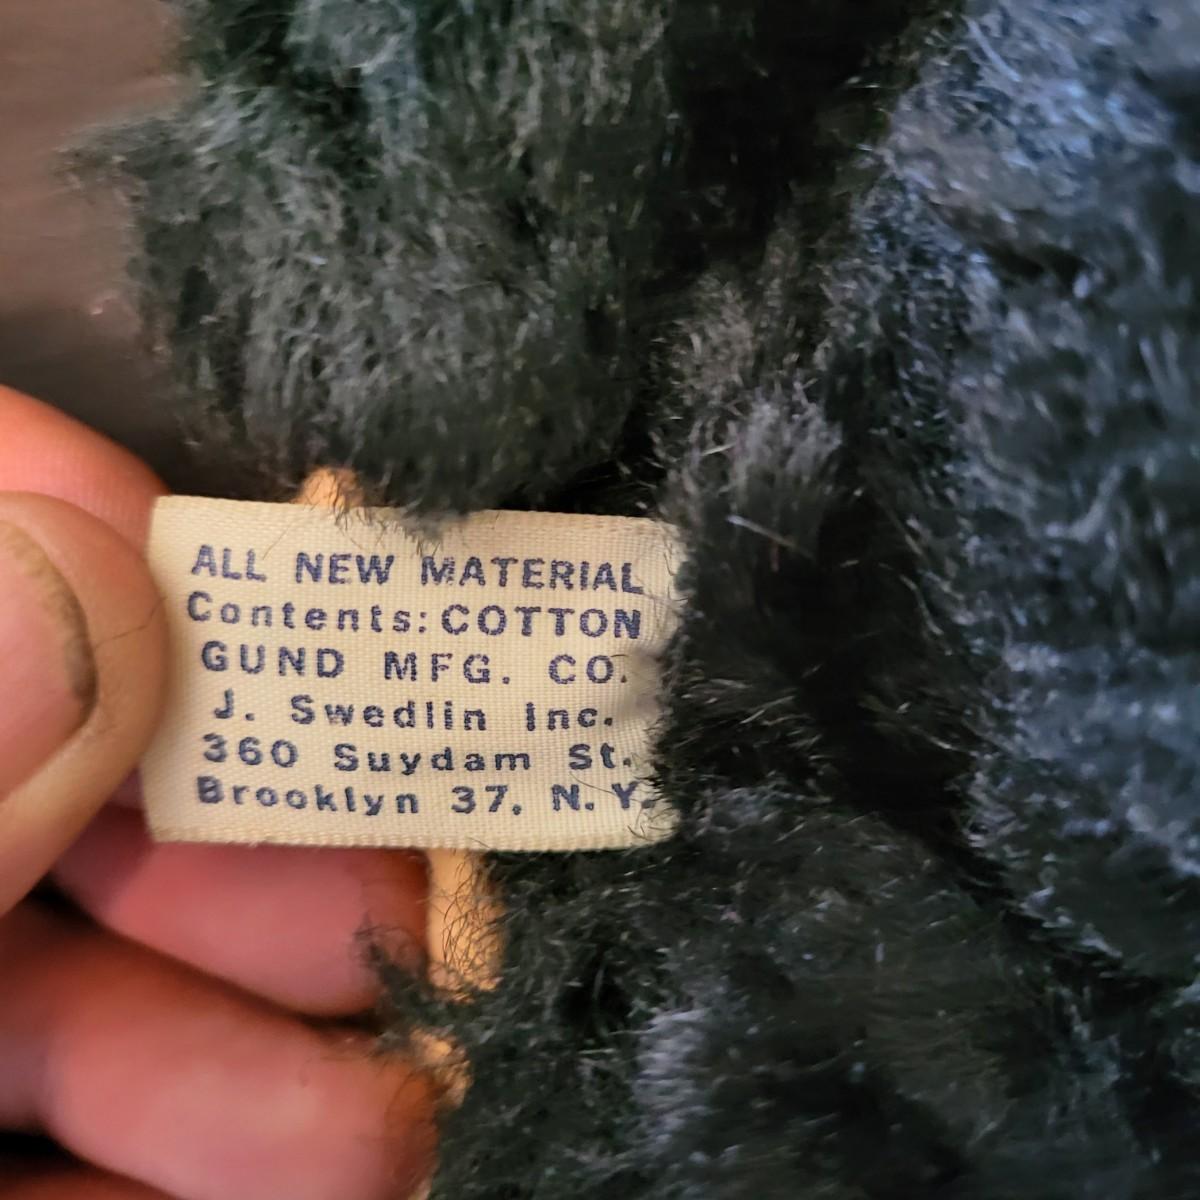 ALL NEW MATERIAL
Contents: COTTON
GUND MFG. CO.
J. Swedlin Inc.
360 Suydam St.
Brooklyn 37, N.Y.